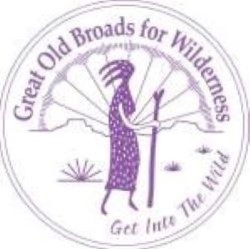 Great Old Broads for Wilderness
Get Into The Wild